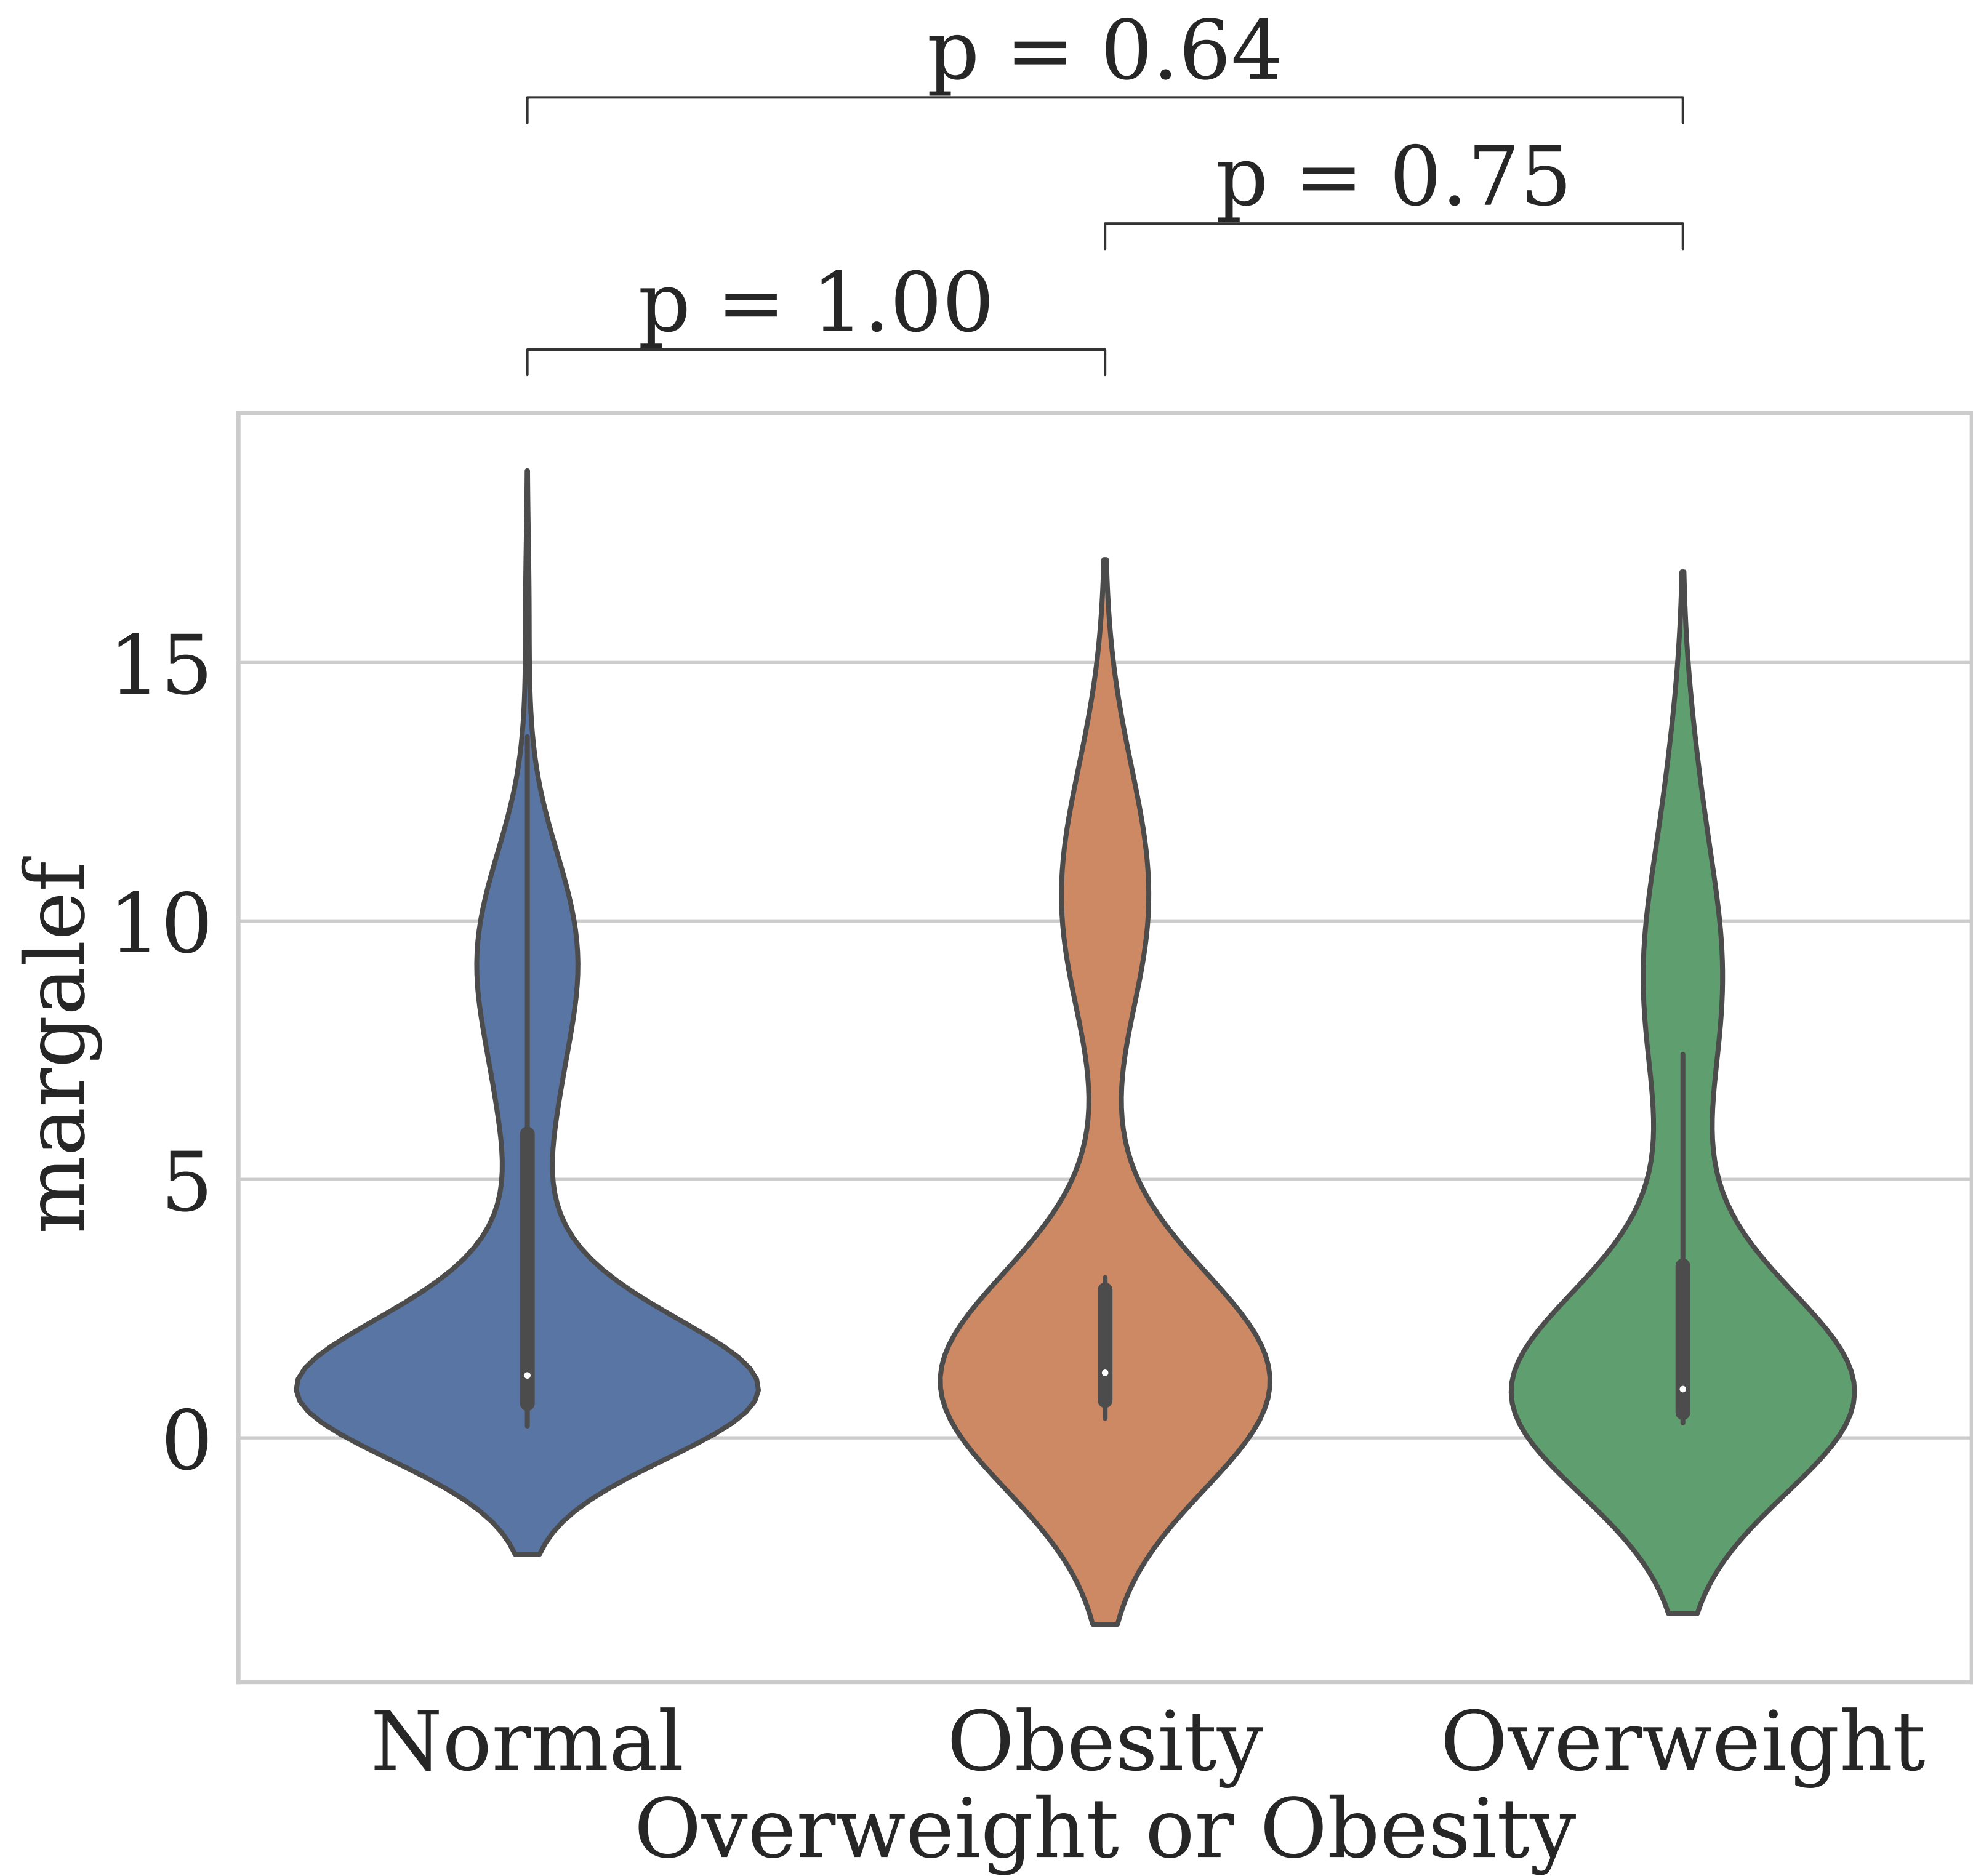 p = 0.64
p = 0.75
p = 1.00
margalef
15
10
5
0
Normal
Obesity
Overweight
Overweight or Obesity